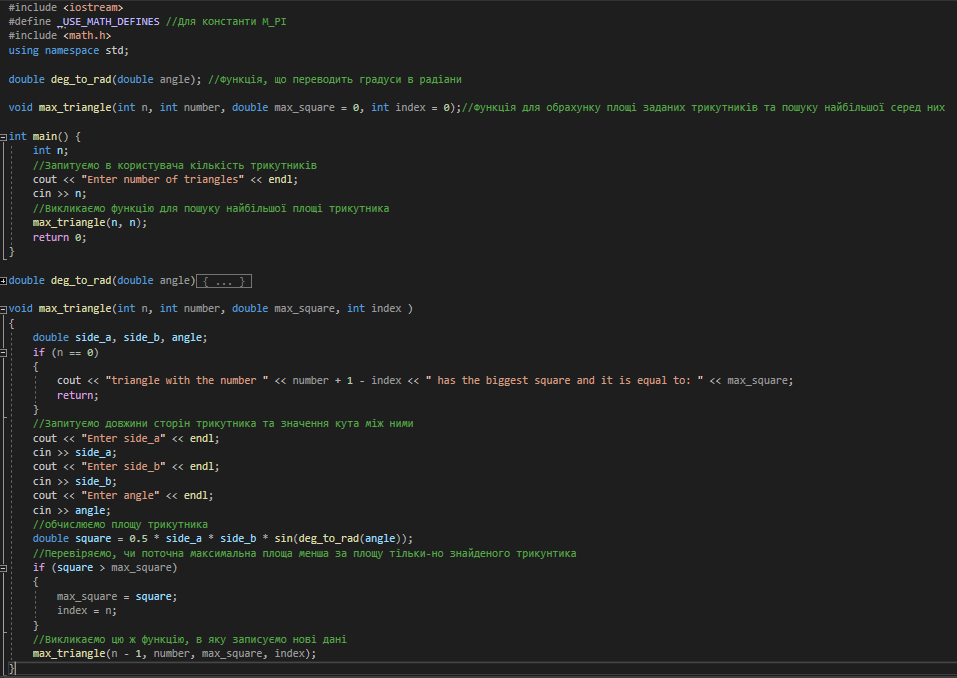 #include <iostream>
#define _USE_MATH_DEFINES //Для константи M_PI
#include <math.h>
using namespace std;
double deg_to_rad(double angle); //Функція, що переводить градуси в радіани
void max_triangle(int n, int number, double max_square = 0, int index = 0);//Функція для обрахунку площі заданих трикутників та пошуку найбільшої серед них
int main() {
int n;
//Запитуємо в користувача кількість трикутників
cout << "Enter number of triangles" << endl;
cin >> n;
//Викликаємо функцію для пошуку найбільшої площі трикутника
max_triangle(n, n);
return 0;
}
double deg_to_rad(double angle){ ... }
void max_triangle(int n, int number, double max_square, int index )
{
double side_a, side_b, angle;
if (n == 0)
{
cout << "triangle with the number " << number + 1 - index << " has the biggest square and it is equal to: " << max_square;
return;
}
//Запитуємо довжини сторін трикутника та значення кута між ними
cout << "Enter side_a" << endl;
cin >> side_a;
cout << "Enter side_b" << endl;
cin >> side_b;
cout << "Enter angle" << endl;
cin >> angle;
//обчислюємо площу трикутника
double square = 0.5 * side_a * side_b * sin(deg_to_rad(angle));
//Перевіряємо, чи поточна максимальна площа менша за площу тільки-но знайденого трикунтика
if (square > max_square)
{
max_square = square;
index = n;
}
//Викликаємо цю ж функцію, в яку записуємо нові дані
max_triangle(n - 1, number, max_square, index);
}